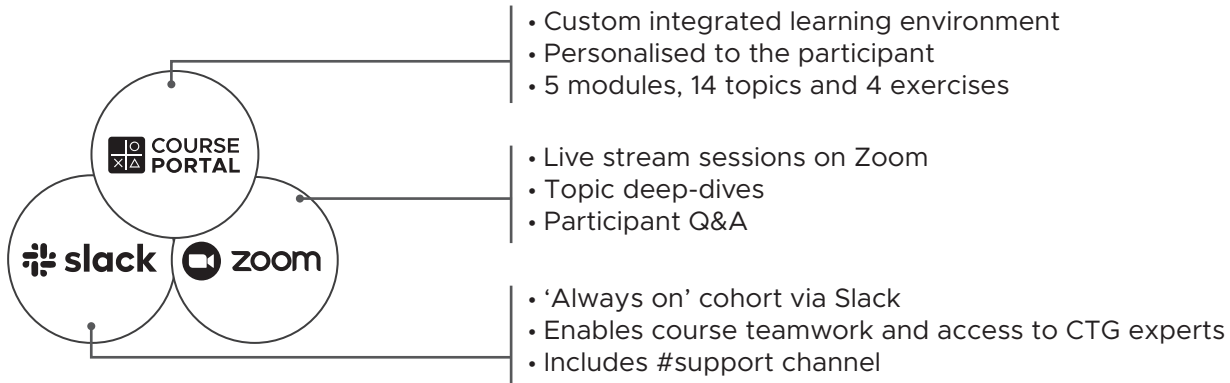 • Custom integrated learning environment
• Personalised to the participant
• 5 modules, 14 topics and 4 exercises
COURSE
PORTAL
• Live stream sessions on Zoom
• Topic deep-dives
• Participant Q&A
slack
zoom
• ‘Always on’ cohort via Slack
• Enables course teamwork and access to CTG experts
• Includes #support channel